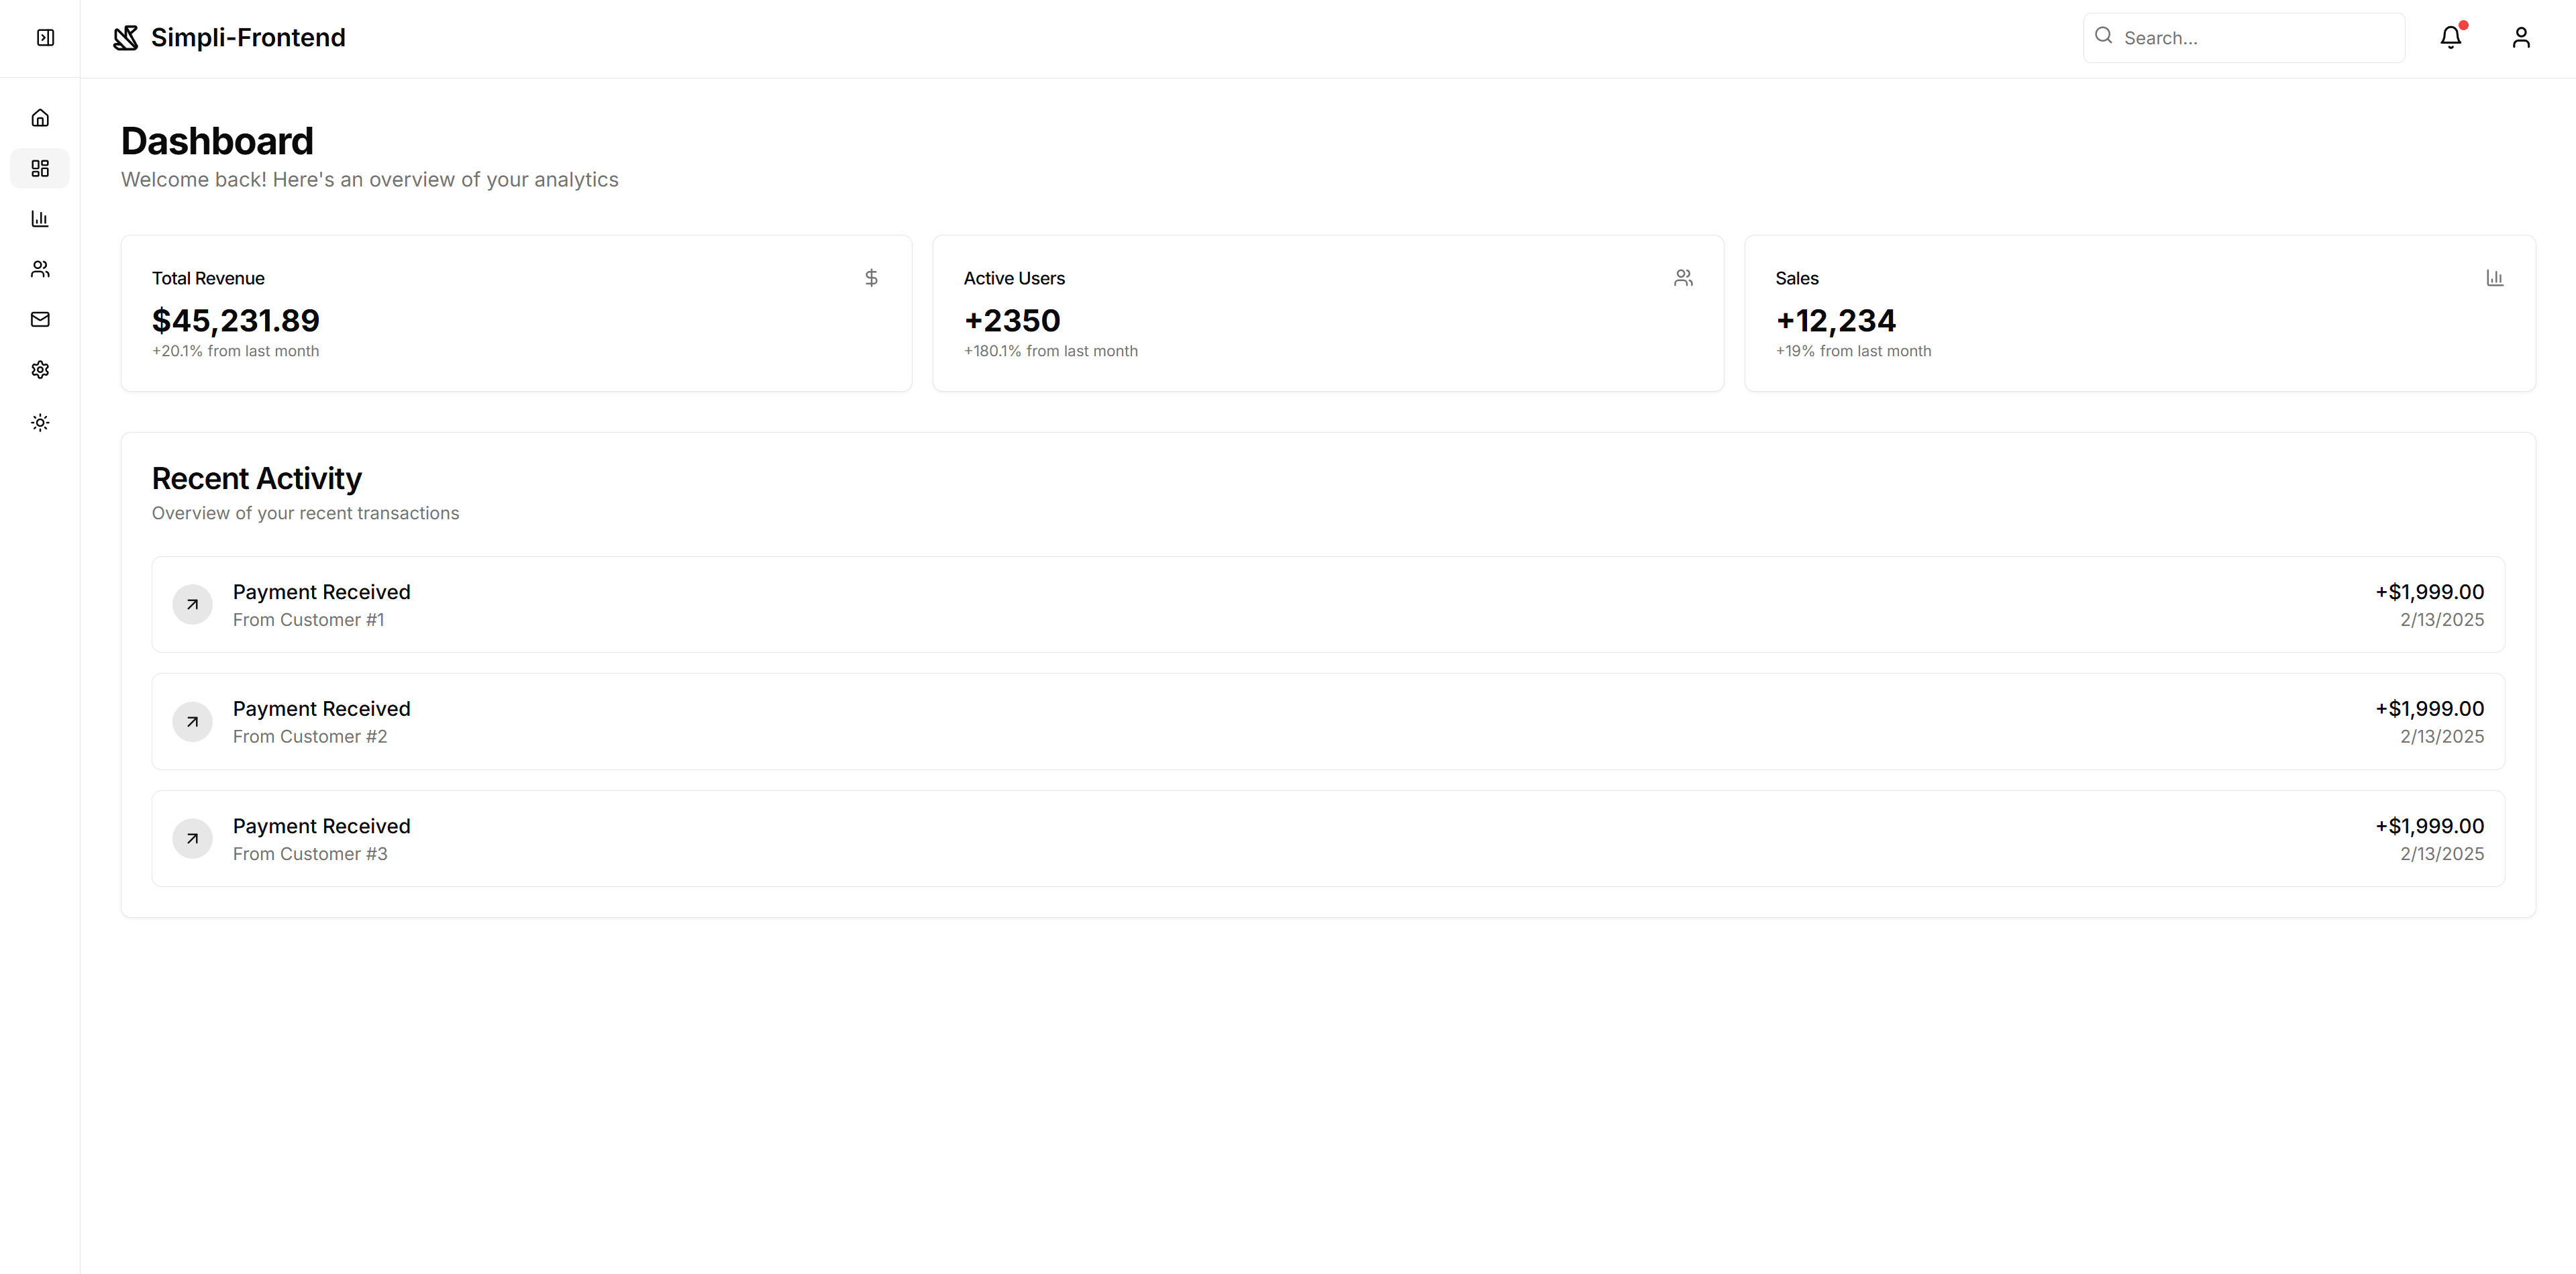 Simpli-Frontend
Search...
Dashboard
Welcome back! Here's an overview of your analytics
Total Revenue
$45,231.89
+20.1% from last month
Active Users
+2350
+180.1% from last month
Sales
+12,234
+19% from last month
Recent Activity
Overview of your recent transactions
Payment Received
From Customer #1
+$1,999.00
2/13/2025
Payment Received
From Customer #2
+$1,999.00
2/13/2025
Payment Received
From Customer #3
+$1,999.00
2/13/2025